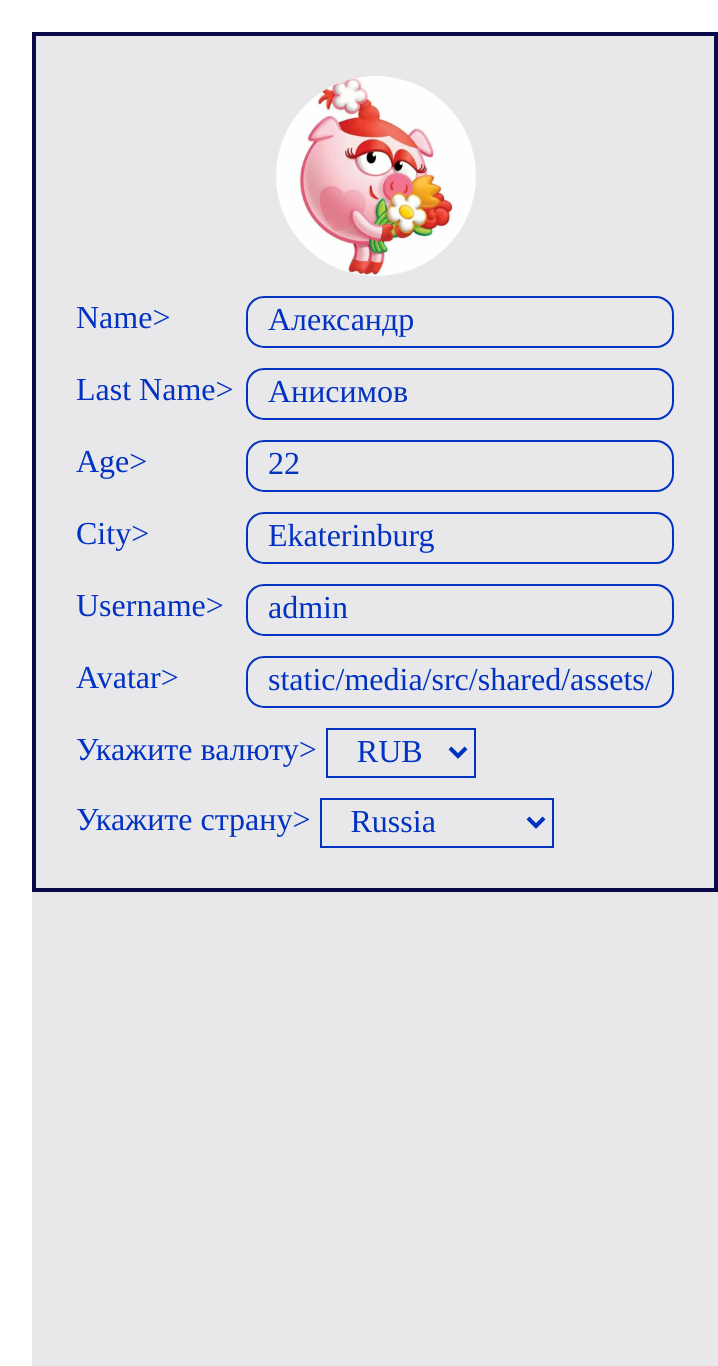 Name> Александр
Last Name> Анисимов
Age> 22
City> Ekaterinburg
Username> admin
Avatar> static/media/src/shared/assets/
Укажите валюту> RUB
Укажите страну> Russia